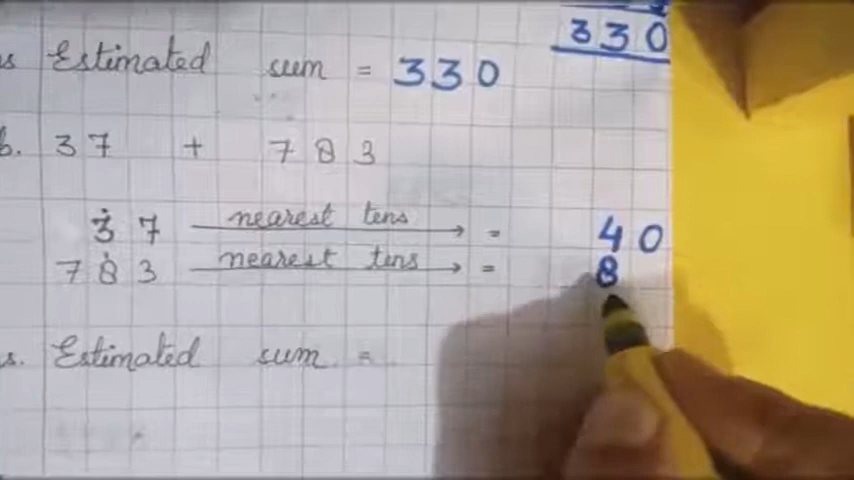 330
s Estimated sum = 330
b. 37 + 783
37 nearest tens → = 40
783 nearest tens → = 8
s. Estimated sum =